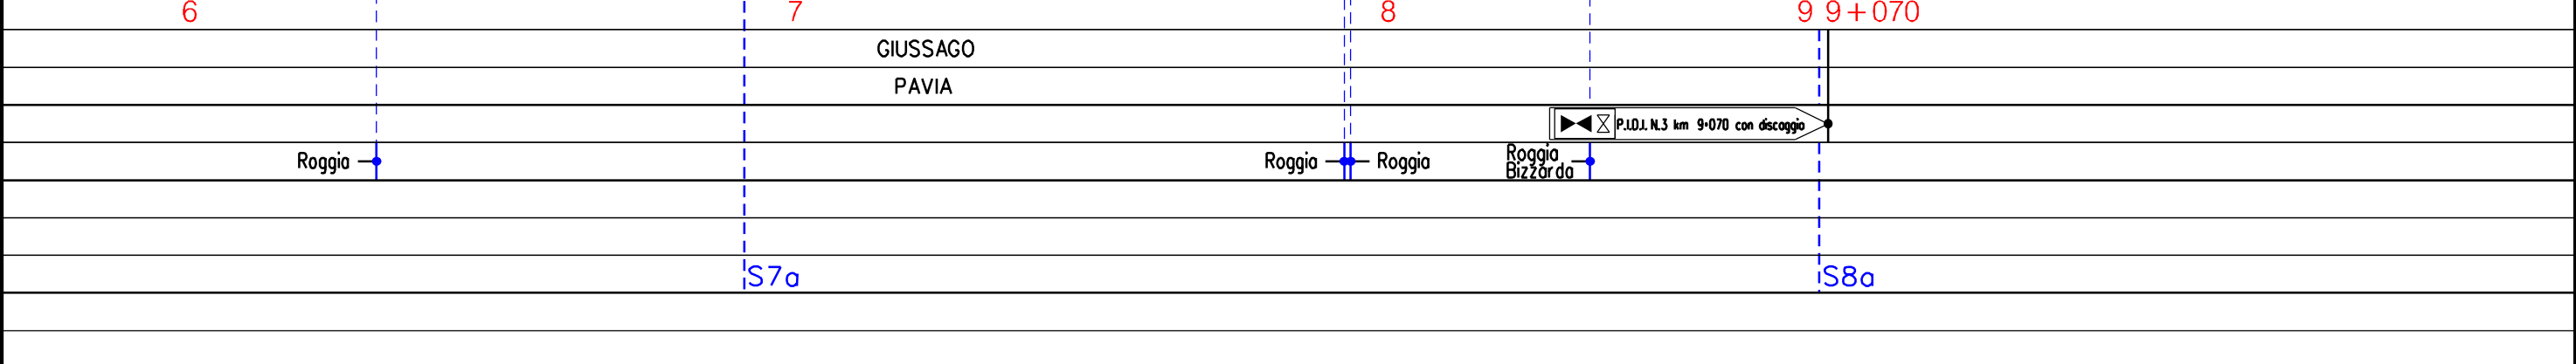 6 7 8 9 9+070
GIUSSAGO
PAVIA
P.I.D.I. N.3 km 9+070 con discaggio
Roggia Roggia Roggia Roggia
Bizzarda
S7a S8a